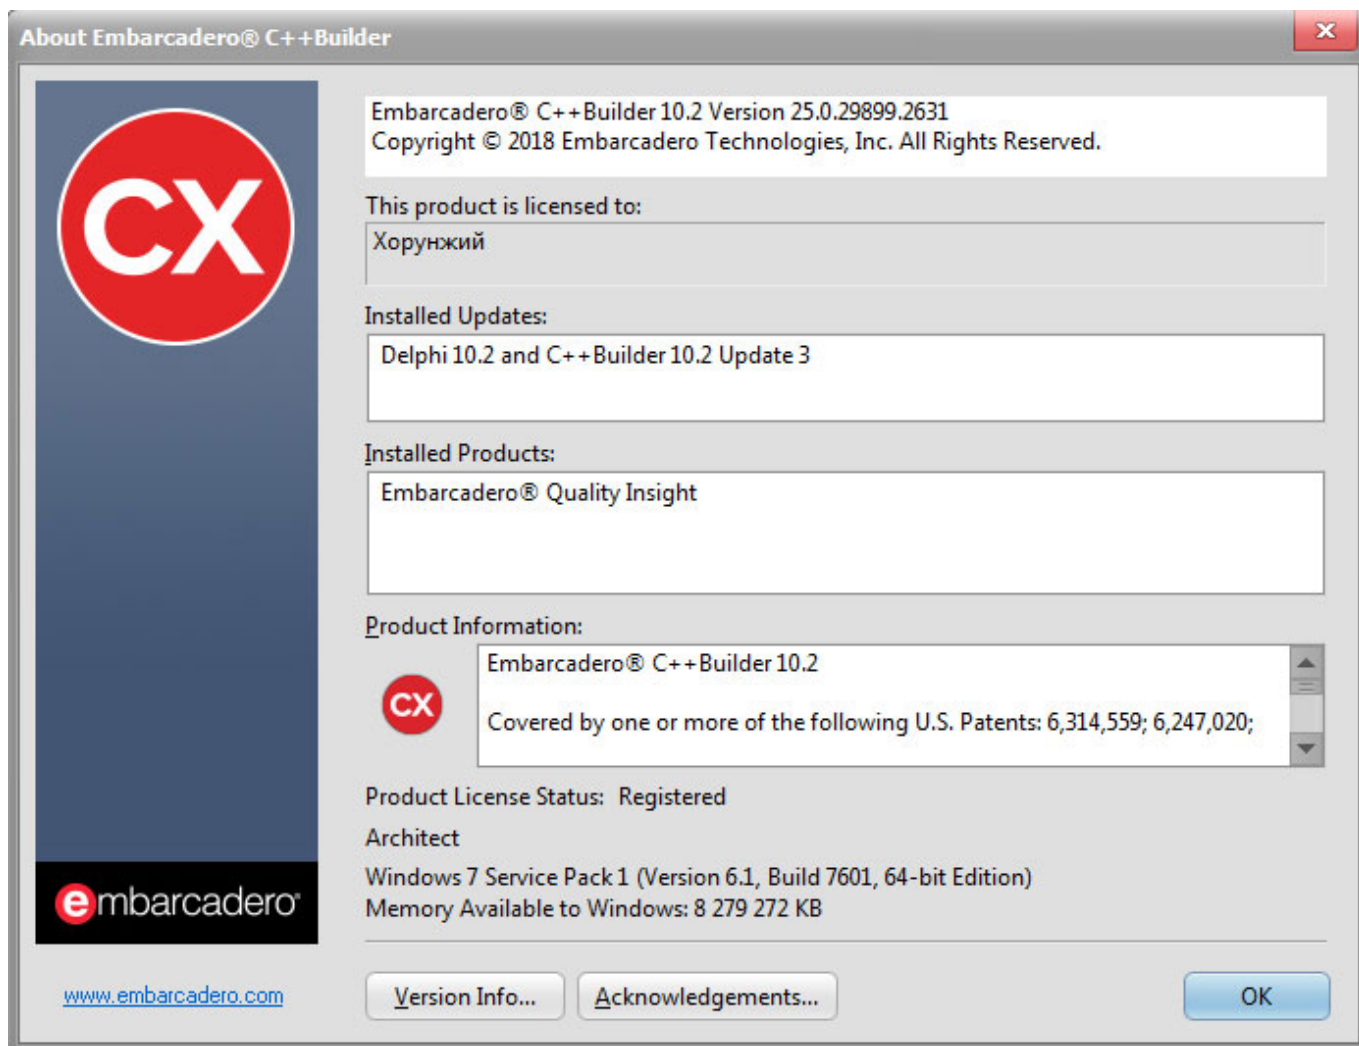 About Embarcadero® C++Builder
CX
Embarcadero® C++Builder 10.2 Version 25.0.29899.2631
Copyright © 2018 Embarcadero Technologies, Inc. All Rights Reserved.
This product is licensed to:
Хорунжий
Installed Updates:
Delphi 10.2 and C++Builder 10.2 Update 3
Installed Products:
Embarcadero® Quality Insight
Product Information:
CX
Embarcadero® C++Builder 10.2
Covered by one or more of the following U.S. Patents: 6,314,559; 6,247,020;
Product License Status: Registered
Architect
Windows 7 Service Pack 1 (Version 6.1, Build 7601, 64-bit Edition)
Memory Available to Windows: 8 279 272 KB
embarcadero®
www.embarcadero.com
Version Info...
Acknowledgements...
OK